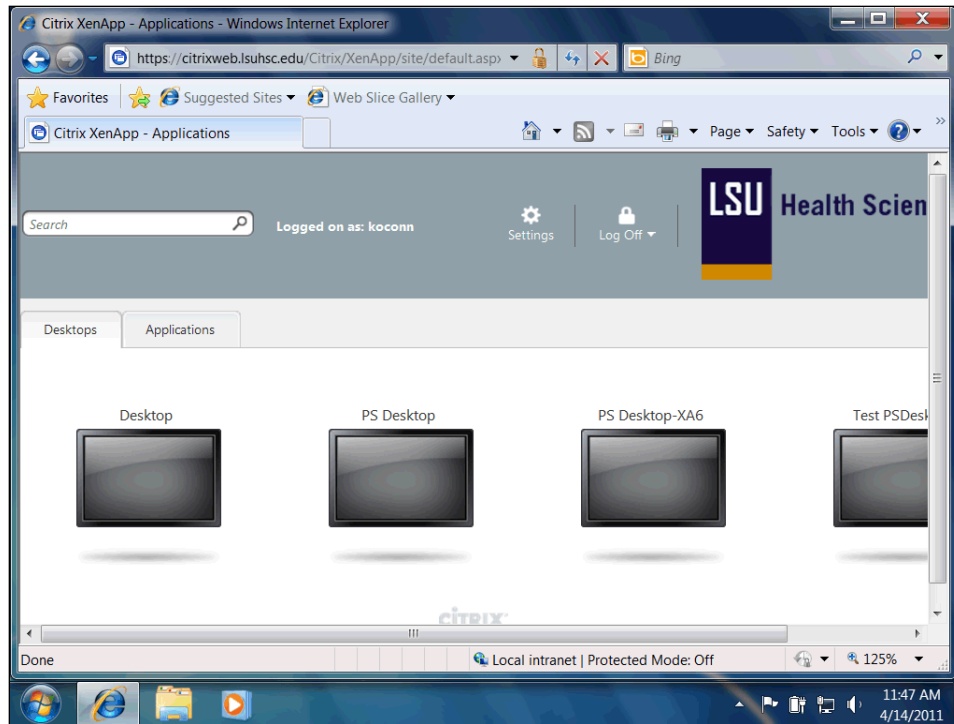 Citrix XenApp - Applications - Windows Internet Explorer
https://citrixweb.lsuhsc.edu/Citrix/XenApp/site/default.aspx
Bing
Favorites Suggested Sites Web Slice Gallery
Citrix XenApp - Applications
Page Safety Tools
Search
Logged on as: koconn
Settings
Log Off
LSU Health Scien
Desktops Applications
Desktop PS Desktop PS Desktop-XA6 Test PSDesk
CITRIX
Done
Local intranet | Protected Mode: Off
125%
11:47 AM
4/14/2011